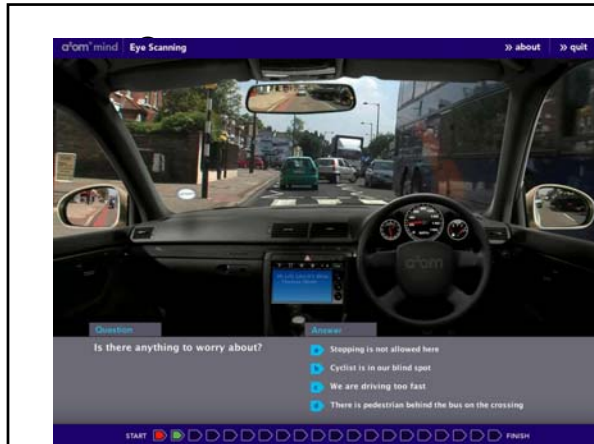 a²om mind Eye Scanning » about » quit
a²om
Question
Is there anything to worry about?
Answer
a Stopping is not allowed here
b Cyclist is in our blind spot
c We are driving too fast
d There is pedestrian behind the bus on the crossing
START FINISH